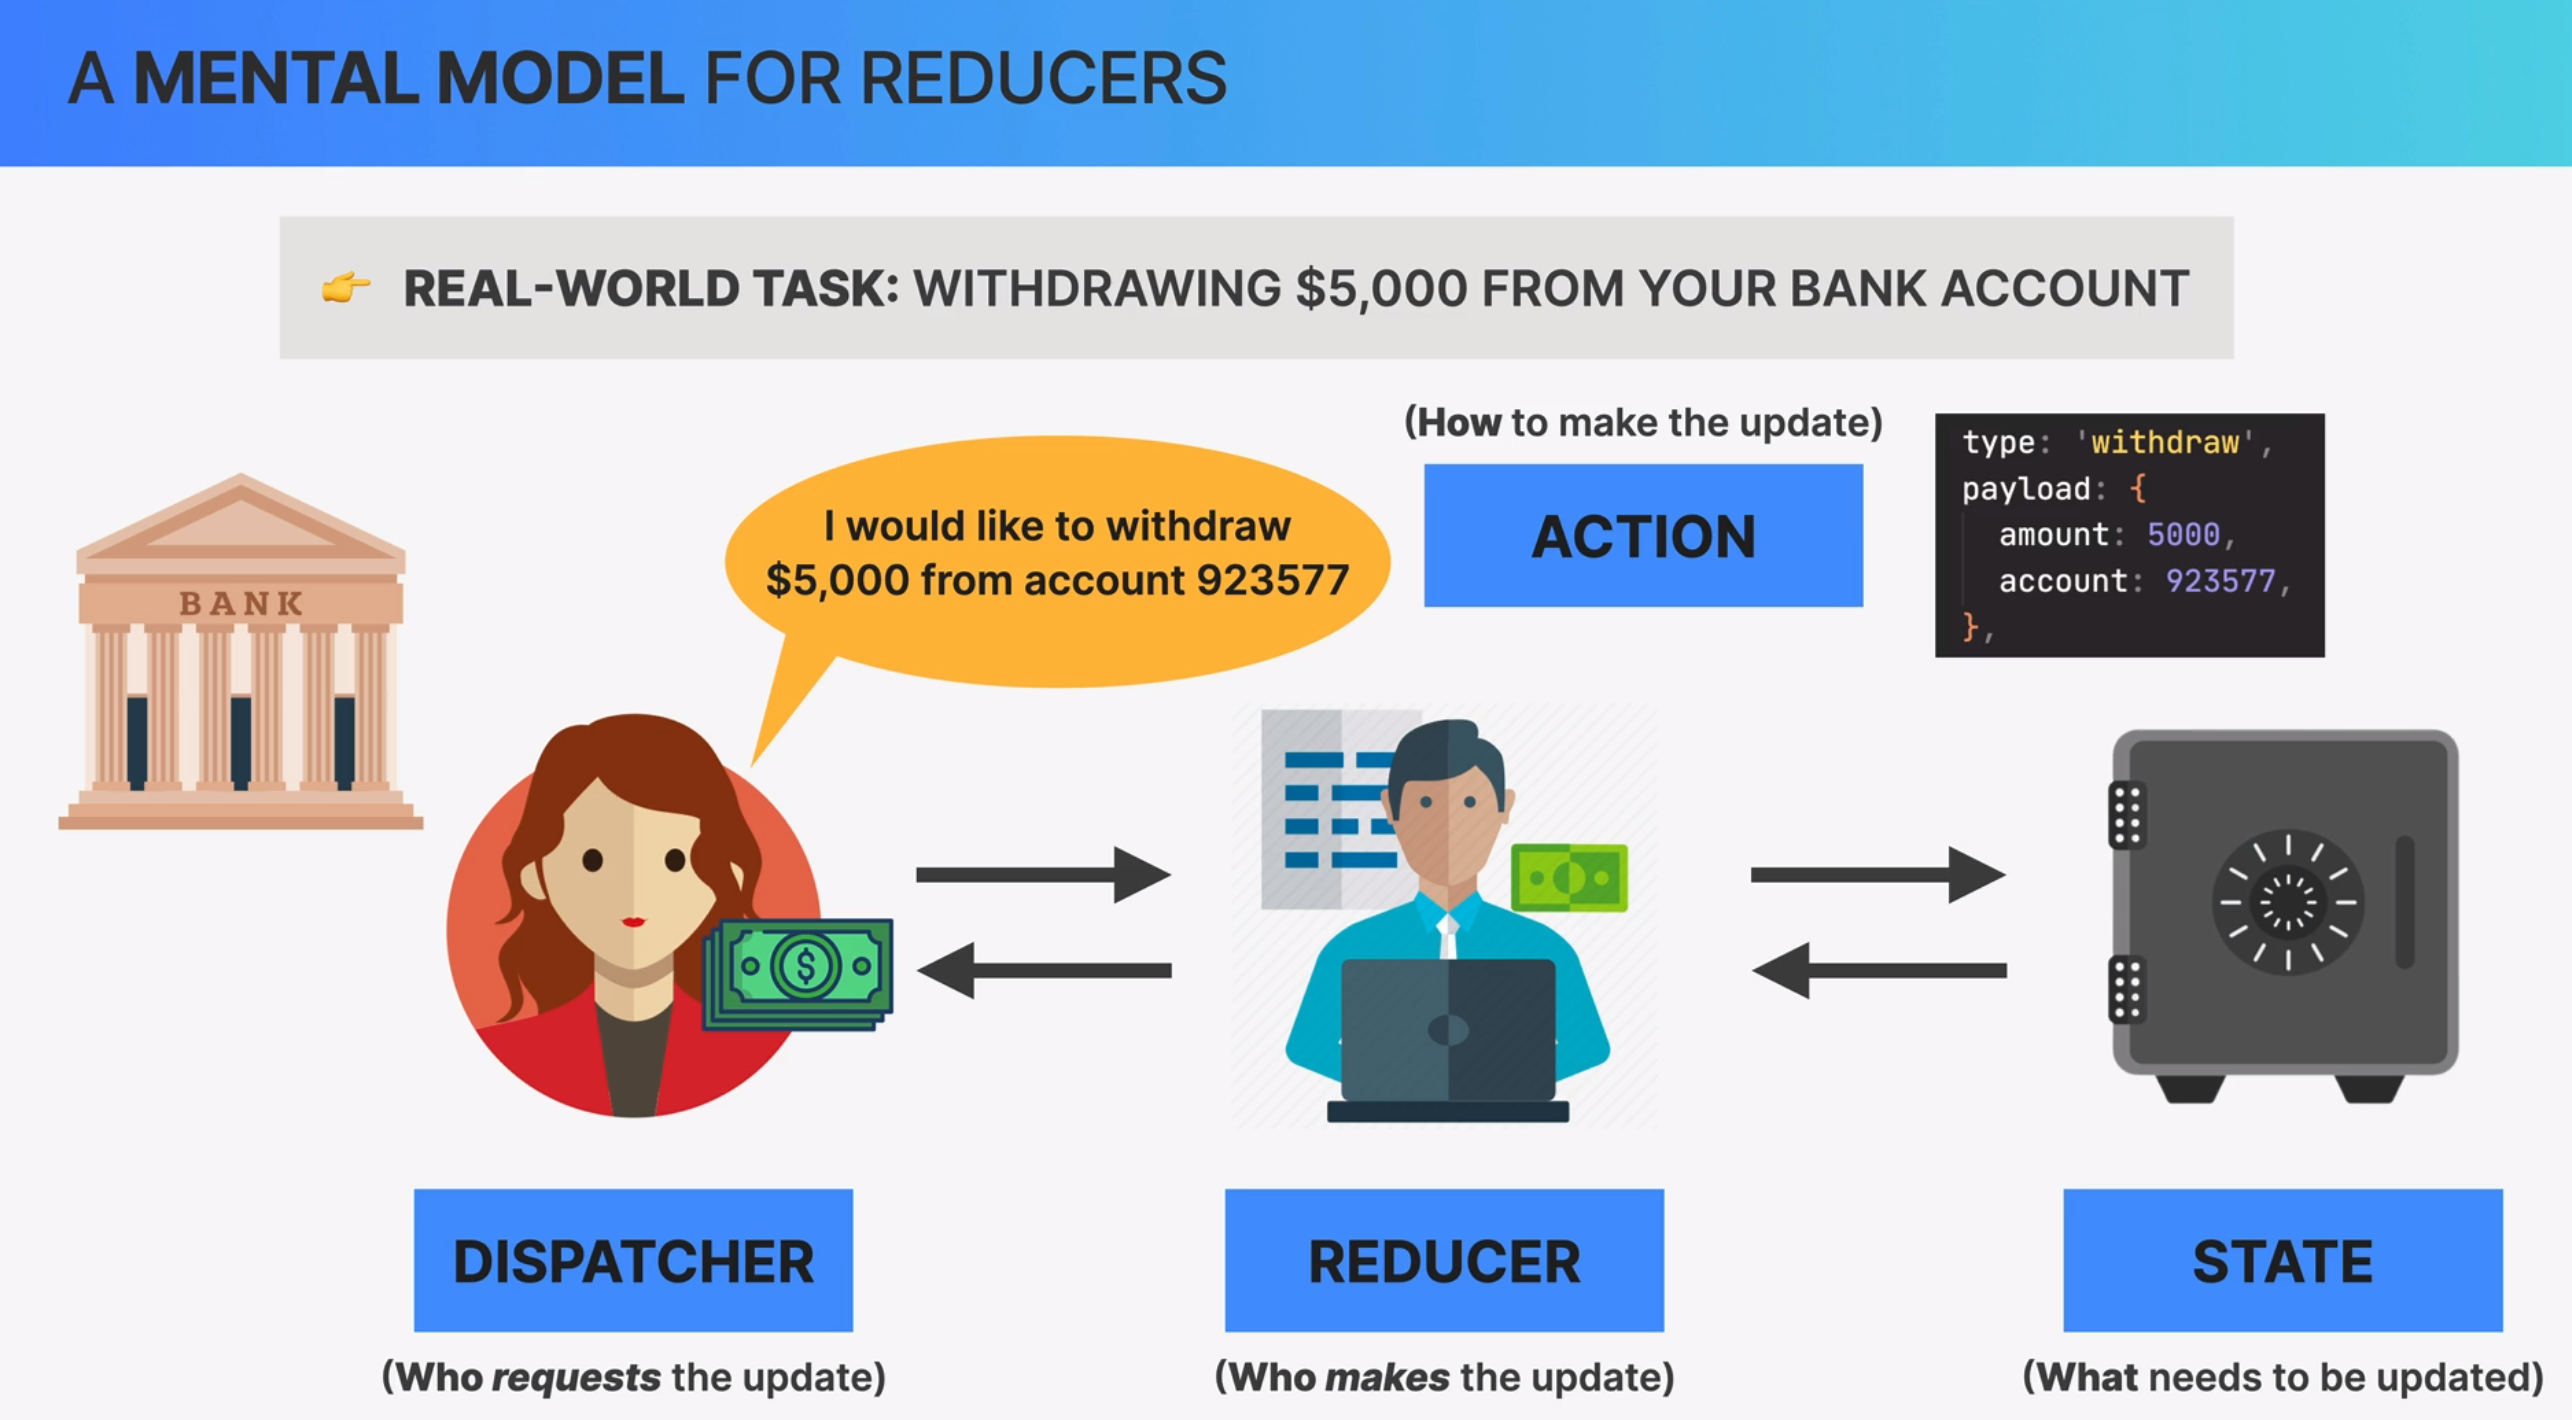 A MENTAL MODEL FOR REDUCERS
👉 REAL-WORLD TASK: WITHDRAWING $5,000 FROM YOUR BANK ACCOUNT
BANK
I would like to withdraw
$5,000 from account 923577
(How to make the update)
ACTION
type: 'withdraw',
payload: {
amount: 5000,
account: 923577,
},
$
DISPATCHER
(Who requests the update)
REDUCER
(Who makes the update)
STATE
(What needs to be updated)